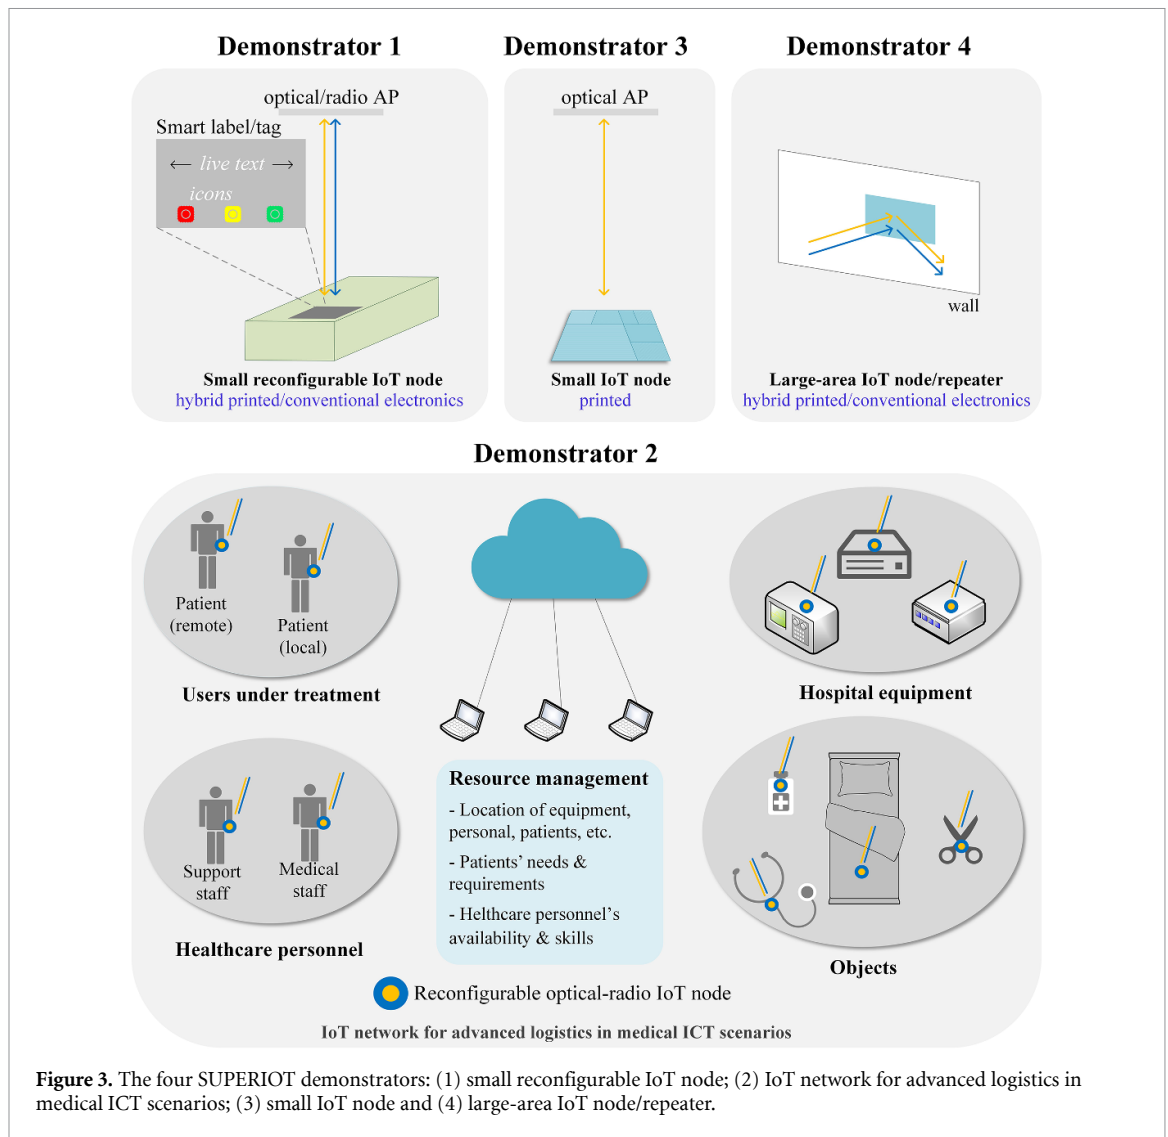 Demonstrator 1
optical/radio AP
Smart label/tag
live text
icons
Small reconfigurable IoT node
hybrid printed/conventional electronics
Demonstrator 3
optical AP
Small IoT node
printed
Demonstrator 4
wall
Large-area IoT node/repeater
hybrid printed/conventional electronics
Demonstrator 2
Patient
(remote)
Patient
(local)
Users under treatment
Hospital equipment
Support
staff
Medical
staff
Healthcare personnel
Resource management
- Location of equipment,
personal, patients, etc.
- Patients’ needs &
requirements
- Helthcare personnel’s
availability & skills
Objects
Reconfigurable optical-radio IoT node
IoT network for advanced logistics in medical ICT scenarios
Figure 3. The four SUPERIOT demonstrators: (1) small reconfigurable IoT node; (2) IoT network for advanced logistics in
medical ICT scenarios; (3) small IoT node and (4) large-area IoT node/repeater.